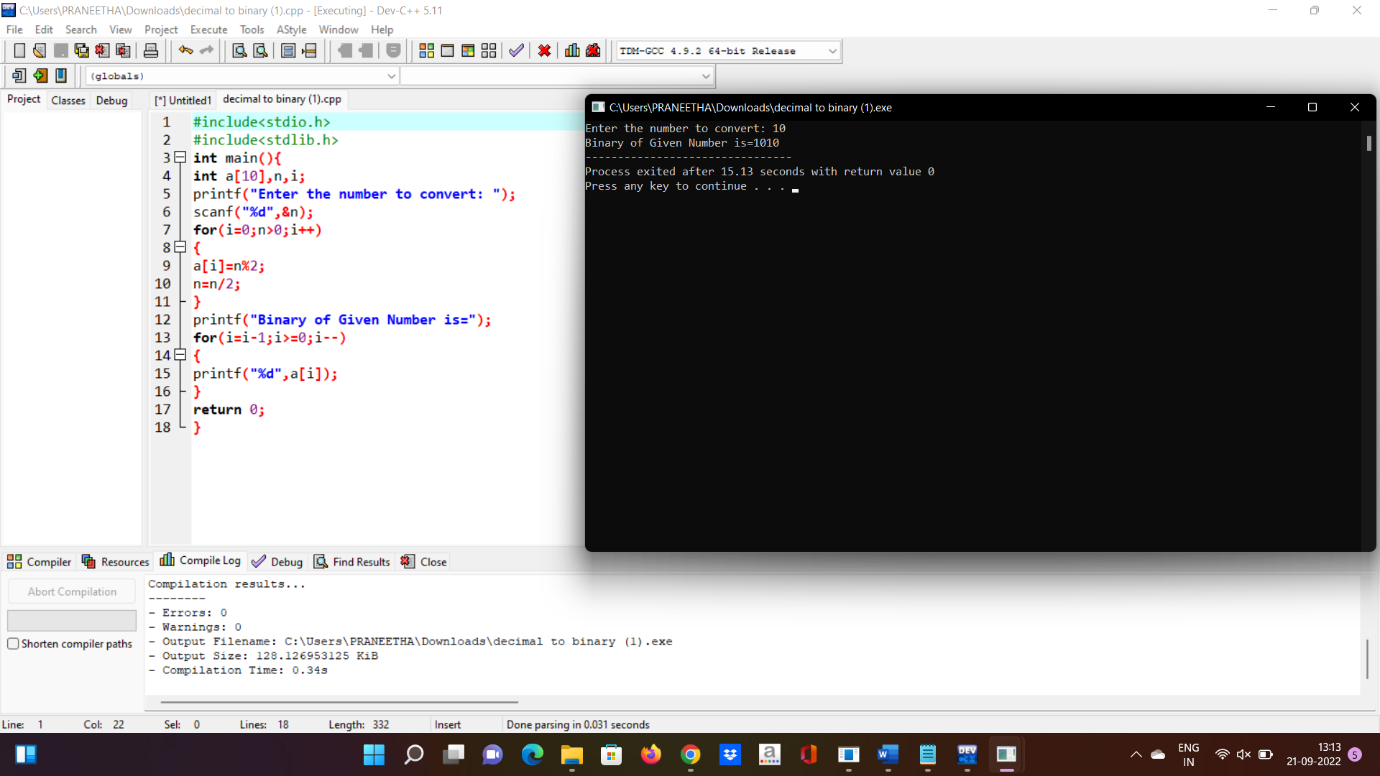 C:\Users\PRANEETHA\Downloads\decimal to binary (1).cpp - [Executing] - Dev-C++ 5.11
File Edit Search View Project Execute Tools AStyle Window Help
TDM-GCC 4.9.2 64-bit Release
(globals)
Project Classes Debug
[*] Untitled1 decimal to binary (1).cpp
1 #include<stdio.h>
2 #include<stdlib.h>
3 int main(){
4 int a[10],n,i;
5 printf("Enter the number to convert: ");
6 scanf("%d",&n);
7 for(i=0;n>0;i++)
8 {
9 a[i]=n%2;
10 n=n/2;
11 }
12 printf("Binary of Given Number is=");
13 for(i=i-1;i>=0;i--)
14 {
15 printf("%d",a[i]);
16 }
17 return 0;
18 }
C:\Users\PRANEETHA\Downloads\decimal to binary (1).exe
Enter the number to convert: 10
Binary of Given Number is=1010
--------------------------------
Process exited after 15.13 seconds with return value 0
Press any key to continue . . .
Compiler Resources Compile Log Debug Find Results Close
Abort Compilation
Shorten compiler paths
Compilation results...
--------
- Errors: 0
- Warnings: 0
- Output Filename: C:\Users\PRANEETHA\Downloads\decimal to binary (1).exe
- Output Size: 128.126953125 KiB
- Compilation Time: 0.34s
Line: 1 Col: 22 Sel: 0 Lines: 18 Length: 332 Insert Done parsing in 0.031 seconds
a
W
DEV
ENG
IN
13:13
21-09-2022
5